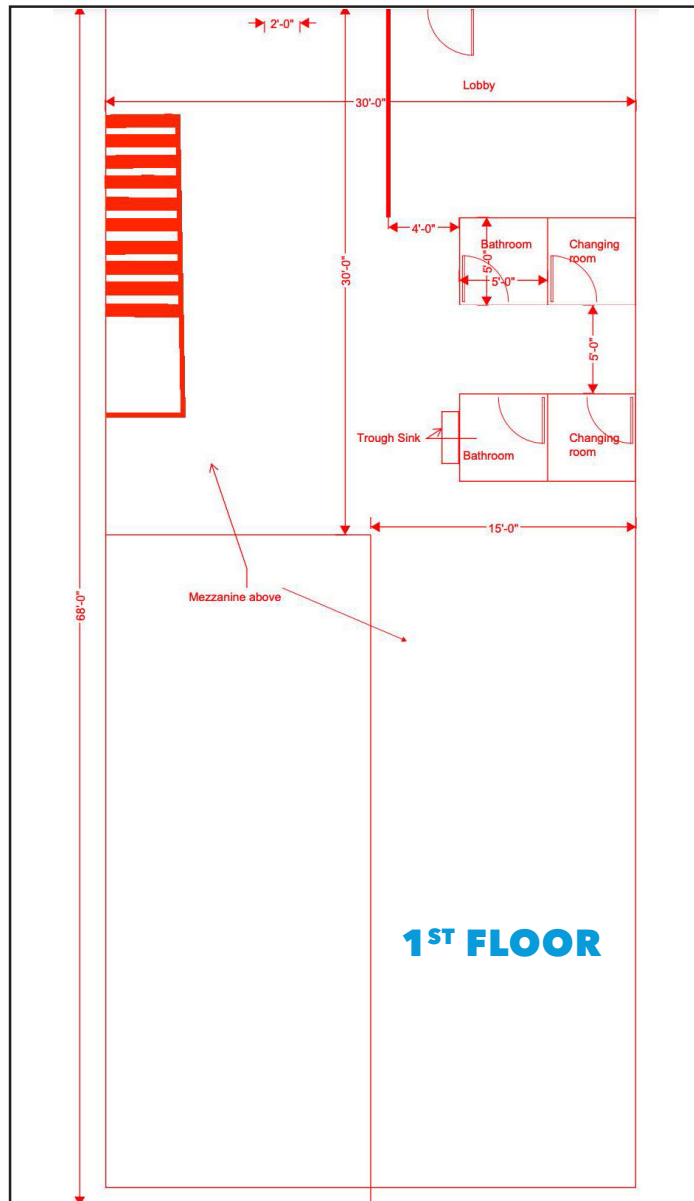 2'-0"
Lobby
30'-0"
4'-0"
Bathroom
Changing
room
5'-0"
5'-0"
30'-0"
5'-0"
Trough Sink
Bathroom
Changing
room
15'-0"
Mezzanine above
68'-0"
1ST FLOOR